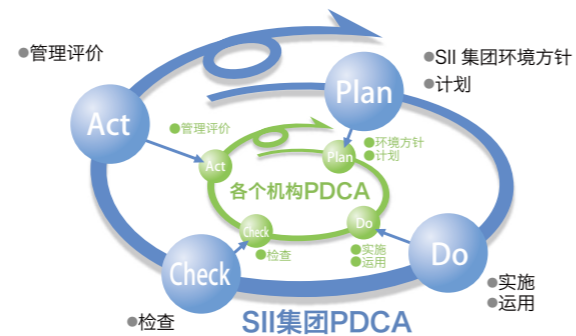 ●管理评价
Act
Plan
●SII 集团环境方针
●计划
●管理评价
Act
Plan
●环境方针
●计划
各个机构PDCA
Check
Do
●检查
●实施
●运用
Check
Do
●检查
●实施
●运用
SII集团PDCA